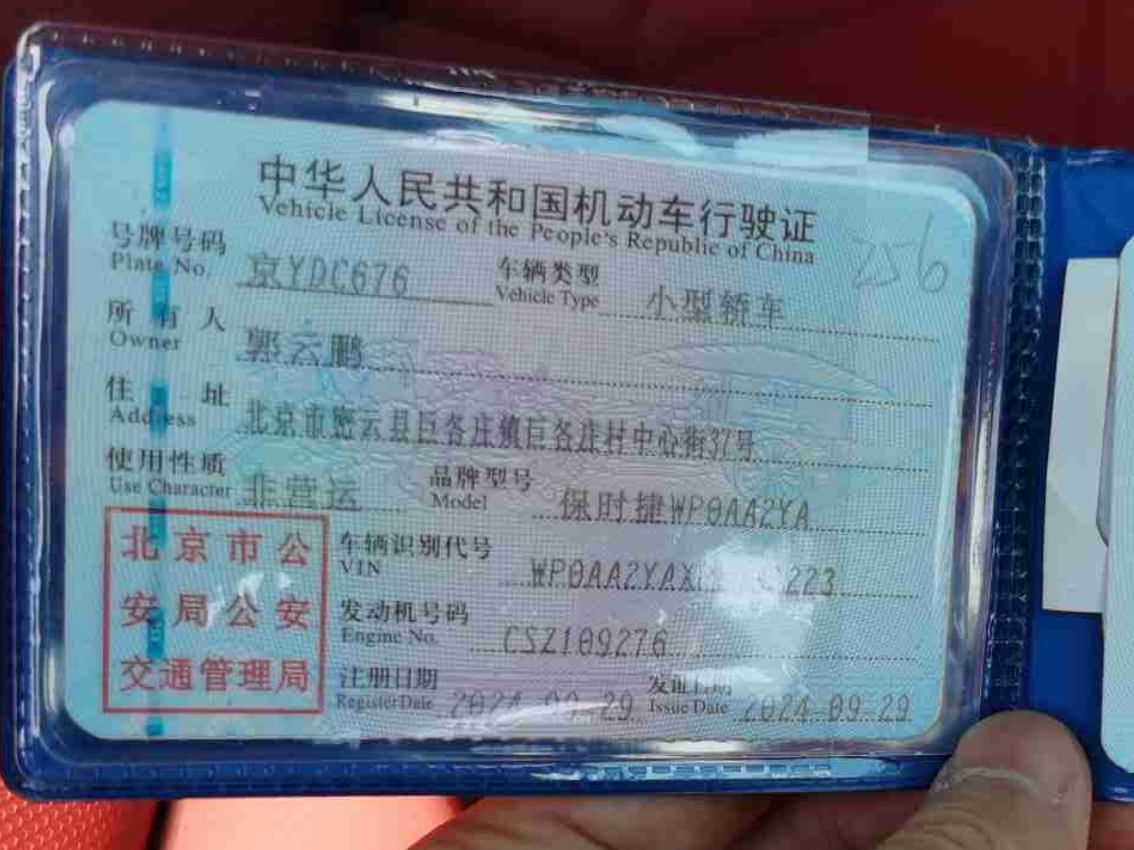 中华人民共和国机动车行驶证
Vehicle License of the People's Republic of China
256
号牌号码 京YDC676 车辆类型 小型轿车
Plate No. Vehicle Type
所有人 郭云鹏
Owner
住址 北京市密云县巨各庄镇巨各庄村中心街37号
Address
使用性质 非营运 品牌型号 保时捷WP0AA2YA
Use Character Model
北京市公
安局公安
交通管理局
车辆识别代号
VIN
发动机号码 CSZ109276
Engine No.
注册日期 发证日期
Register Date 2024-09-29 Issue Date 2024-09-29